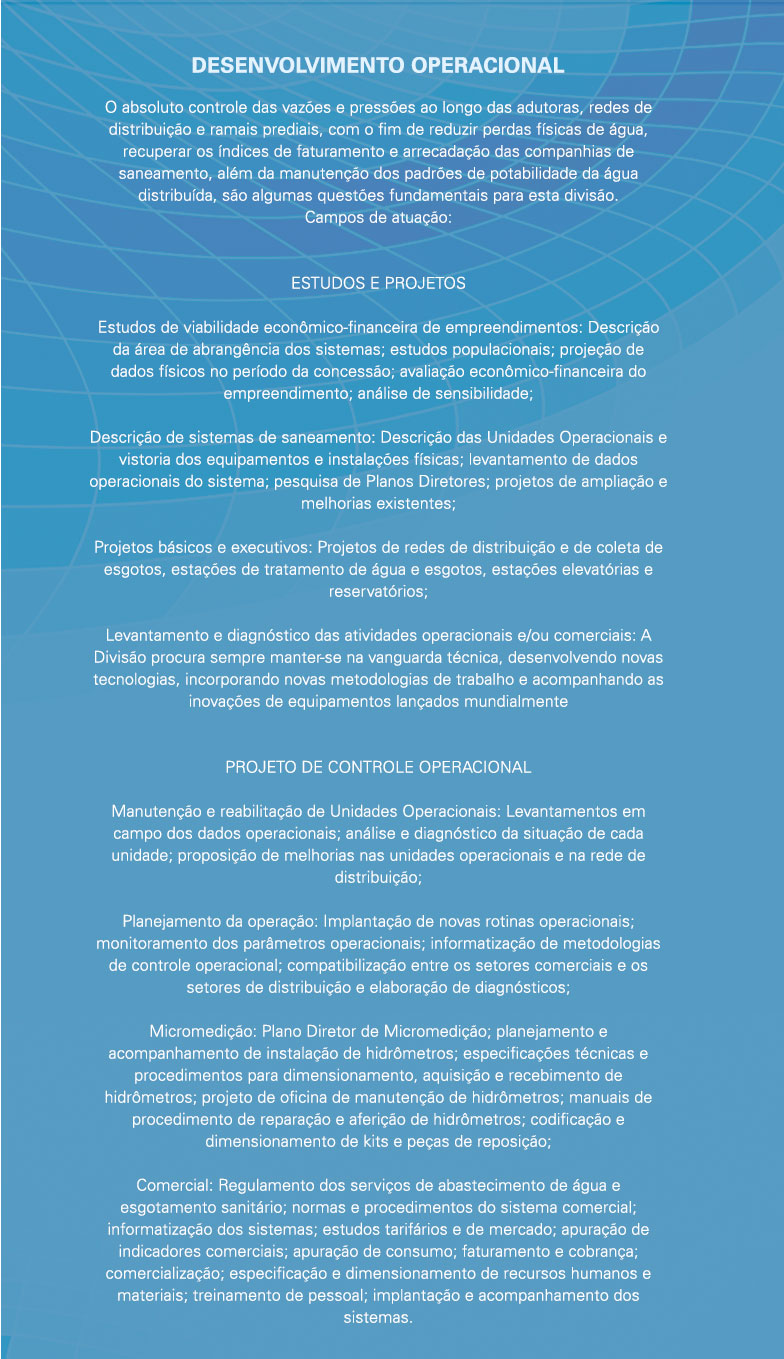 DESENVOLVIMENTO OPERACIONAL
O absoluto controle das vazões e pressões ao longo das adutoras, redes de
distribuição e ramais prediais, com o fim de reduzir perdas físicas de água,
recuperar os índices de faturamento e arrecadação das companhias de
saneamento, além da manutenção dos padrões de potabilidade da água
distribuída, são algumas questões fundamentais para esta divisão.
Campos de atuação:
ESTUDOS E PROJETOS
Estudos de viabilidade econômico-financeira de empreendimentos: Descrição
da área de abrangência dos sistemas; estudos populacionais; projeção de
dados físicos no período da concessão; avaliação econômico-financeira do
empreendimento; análise de sensibilidade;
Descrição de sistemas de saneamento: Descrição das Unidades Operacionais e
vistoria dos equipamentos e instalações físicas; levantamento de dados
operacionais do sistema; pesquisa de Planos Diretores; projetos de ampliação e
melhorias existentes;
Projetos básicos e executivos: Projetos de redes de distribuição e de coleta de
esgotos, estações de tratamento de água e esgotos, estações elevatórias e
reservatórios;
Levantamento e diagnóstico das atividades operacionais e/ou comerciais: A
Divisão procura sempre manter-se na vanguarda técnica, desenvolvendo novas
tecnologias, incorporando novas metodologias de trabalho e acompanhando as
inovações de equipamentos lançados mundialmente
PROJETO DE CONTROLE OPERACIONAL
Manutenção e reabilitação de Unidades Operacionais: Levantamentos em
campo dos dados operacionais; análise e diagnóstico da situação de cada
unidade; proposição de melhorias nas unidades operacionais e na rede de
distribuição;
Planejamento da operação: Implantação de novas rotinas operacionais;
monitoramento dos parâmetros operacionais; informatização de metodologias
de controle operacional; compatibilização entre os setores comerciais e os
setores de distribuição e elaboração de diagnósticos;
Micromedição: Plano Diretor de Micromedição; planejamento e
acompanhamento de instalação de hidrômetros; especificações técnicas e
procedimentos para dimensionamento, aquisição e recebimento de
hidrômetros; projeto de oficina de manutenção de hidrômetros; manuais de
procedimento de reparação e aferição de hidrômetros; codificação e
dimensionamento de kits e peças de reposição;
Comercial: Regulamento dos serviços de abastecimento de água e
esgotamento sanitário; normas e procedimentos do sistema comercial;
informatização dos sistemas; estudos tarifários e de mercado; apuração de
indicadores comerciais; apuração de consumo; faturamento e cobrança;
comercialização; especificação e dimensionamento de recursos humanos e
materiais; treinamento de pessoal; implantação e acompanhamento dos
sistemas.